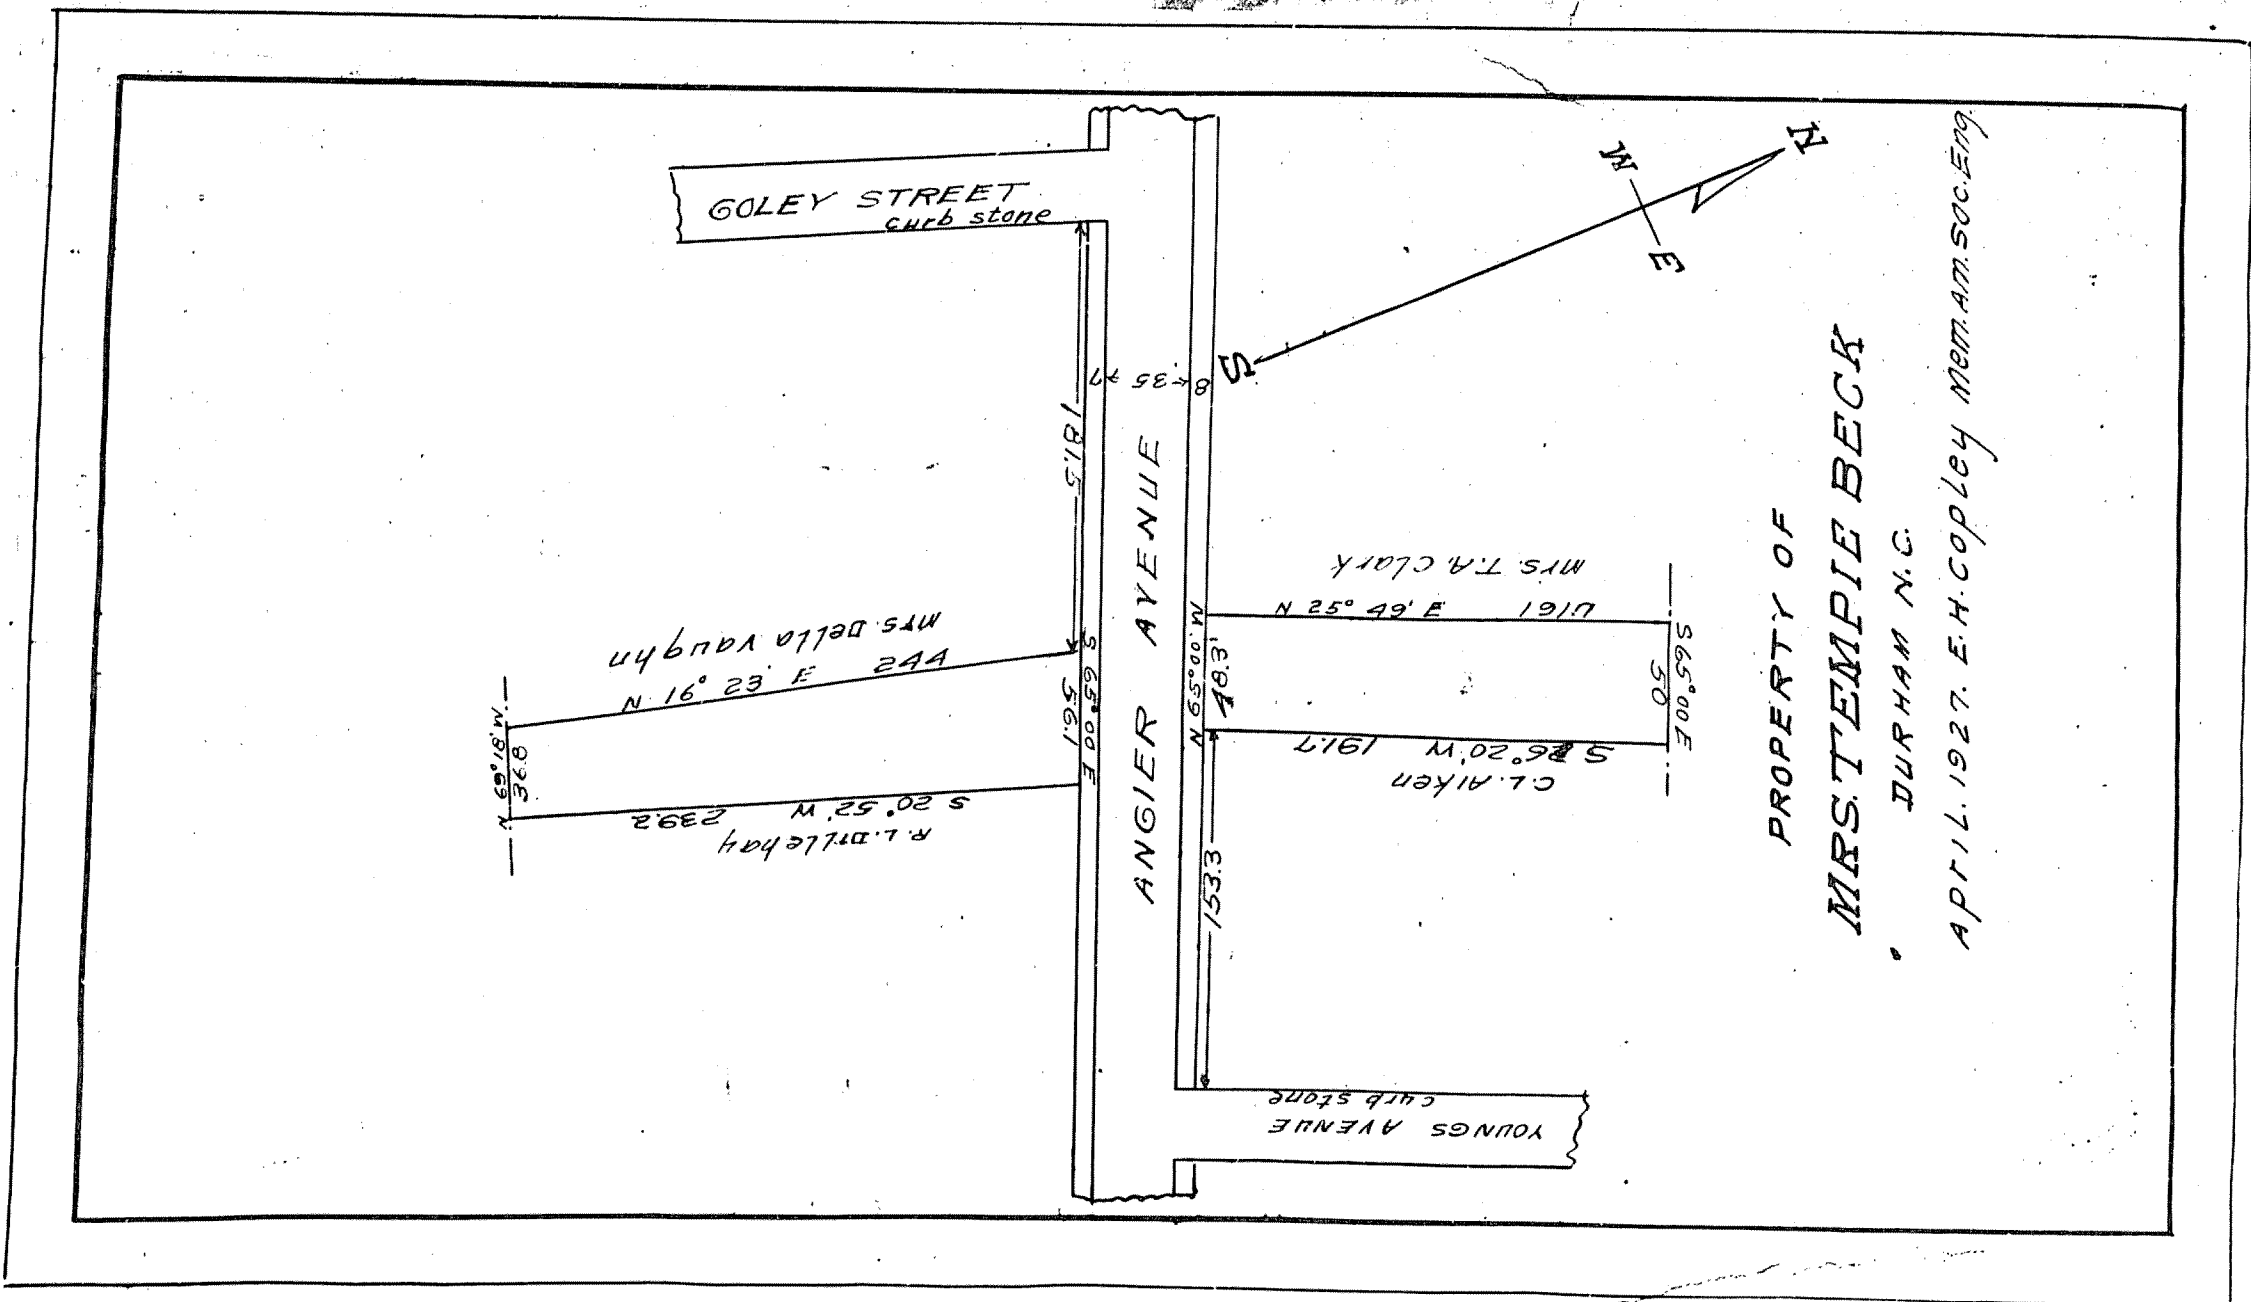 PROPERTY OF
MRS. TEMPIE BECK
DURHAM N.C.
APRIL. 1927. E.H. COPLEY Mem. Am. Soc. Eng.
N
W
E
S
GOLEY STREET
curb stone
181.5
7
35
8
ANGIER AVENUE
Mrs. Della Vaughn
N 16° 23' E 244
N 69° 18' W.
36.8
S 65° 00 E
56.1
S 20° 52' W 239.2
R. L. Dillehay
Mrs. T.A. Clark
N 25° 49' E 191.7
N 65° 00' W
48.3'
S 65° 00 E
50
S 26° 20' W 191.7
C.L. Aiken
153.3
curb stone
YOUNGS AVENUE